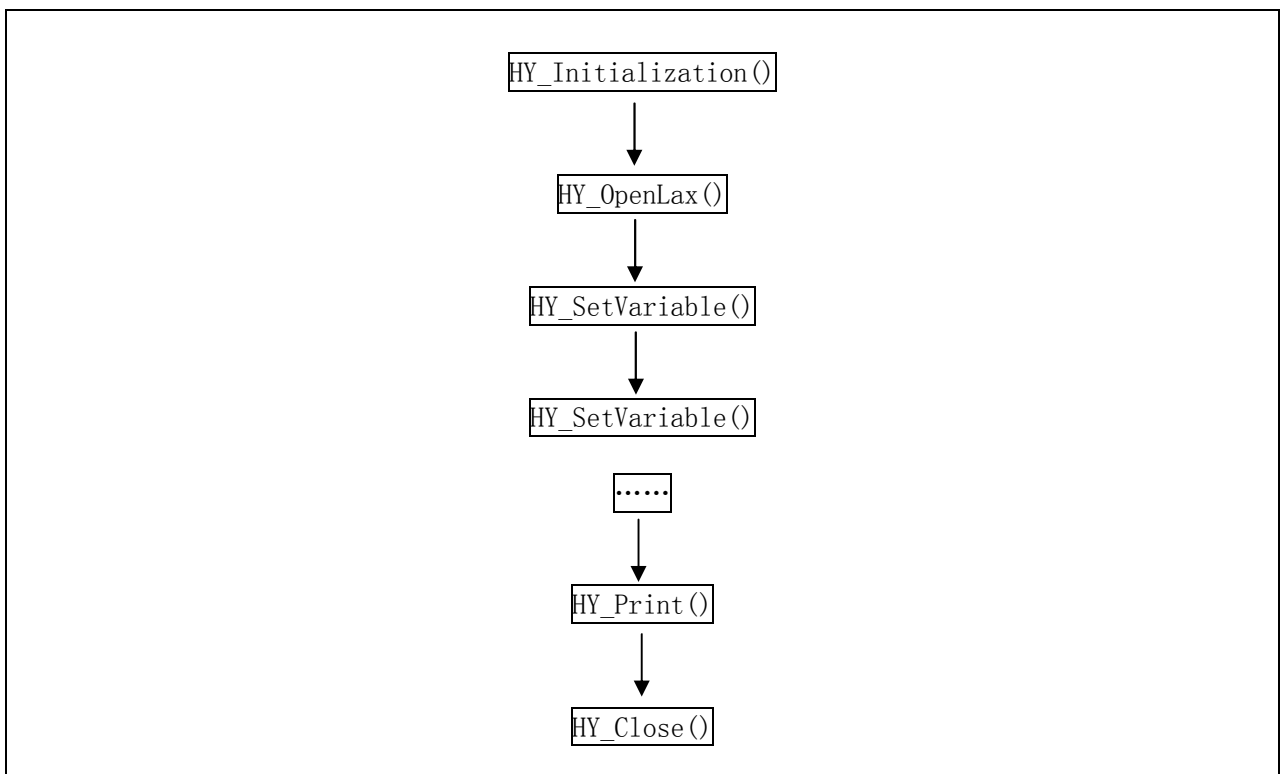 HY_Initialization()
HY_OpenLax()
HY_SetVariable()
HY_SetVariable()
……
HY_Print()
HY_Close()